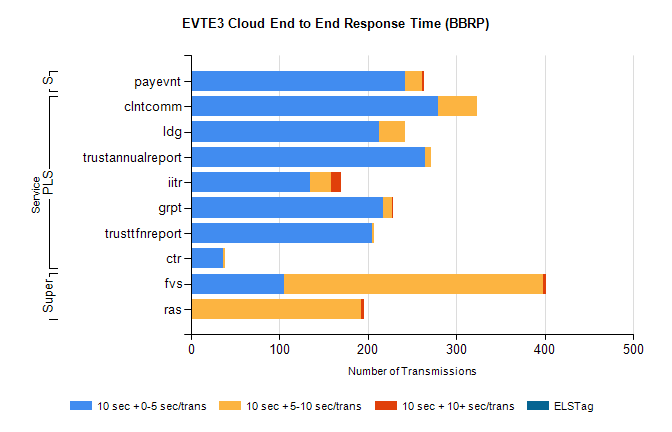 EVTE3 Cloud End to End Response Time (BBRP)
S
payevnt
clntcomm
ldg
trustannualreport
iitr
grpt
trusttfnreport
ctr
fvs
ras
Service
PLS
Super
0
100
200
300
400
500
Number of Transmissions
10 sec +0-5 sec/trans
10 sec +5-10 sec/trans
10 sec + 10+ sec/trans
ELSTag